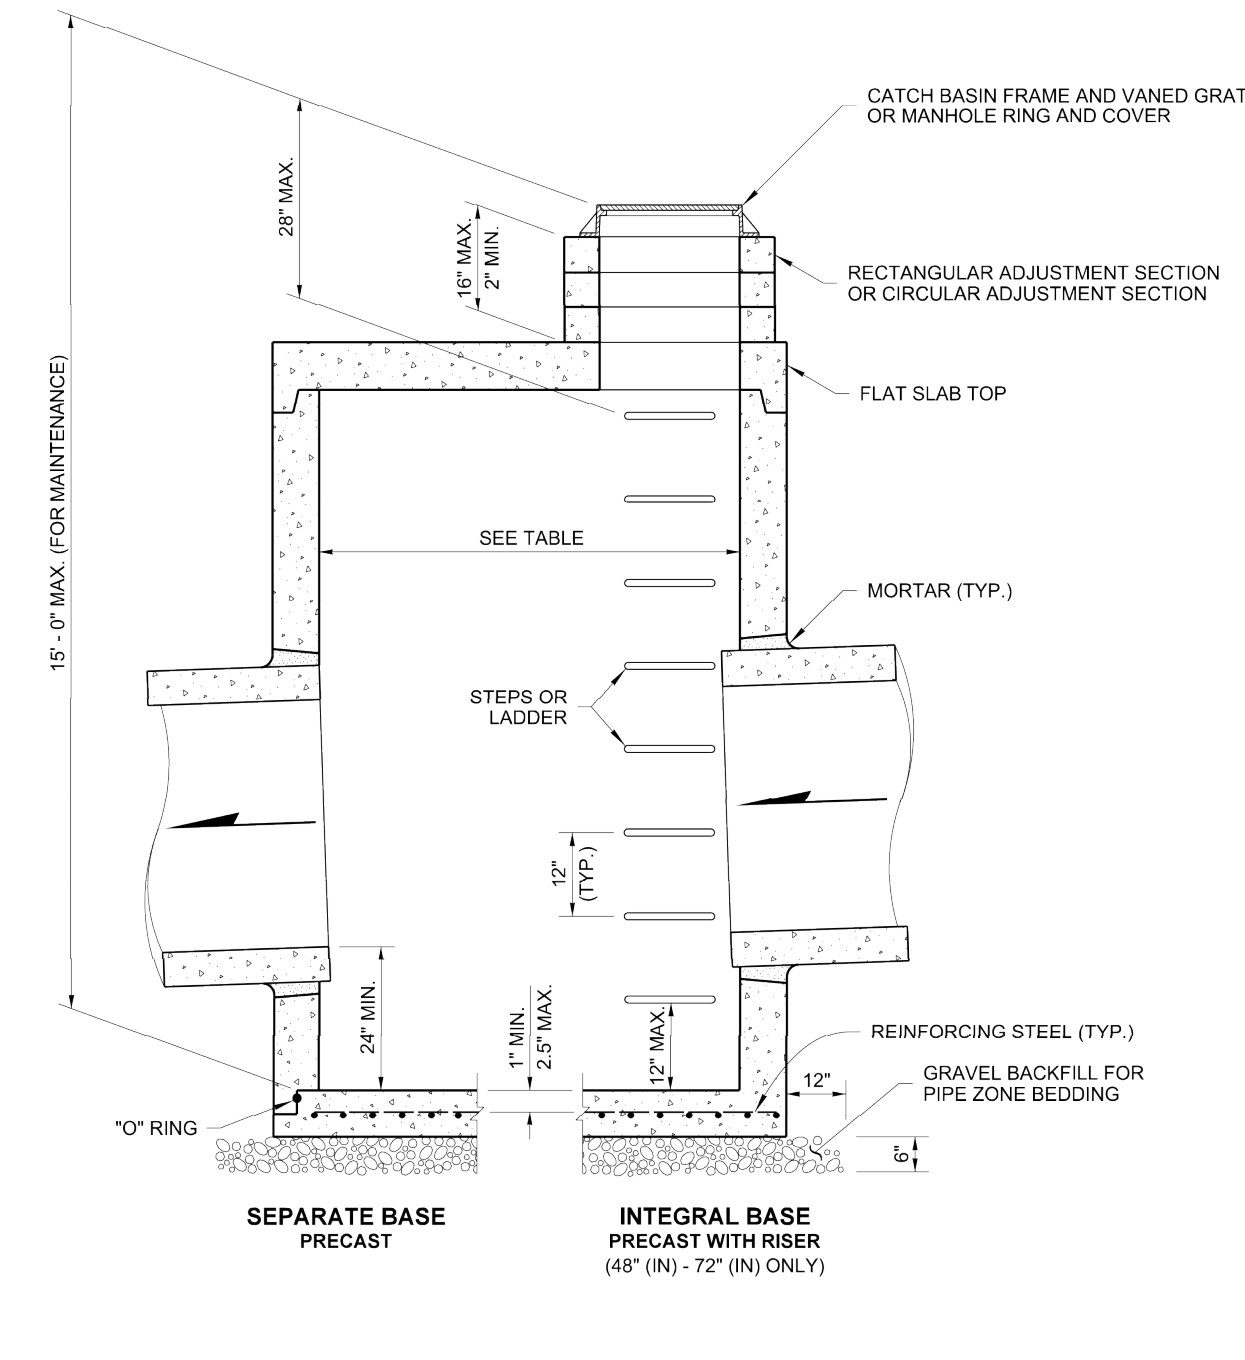 CATCH BASIN FRAME AND VANED GRAT
OR MANHOLE RING AND COVER
28" MAX.
16" MAX.
2" MIN.
RECTANGULAR ADJUSTMENT SECTION
OR CIRCULAR ADJUSTMENT SECTION
FLAT SLAB TOP
15' - 0" MAX. (FOR MAINTENANCE)
SEE TABLE
MORTAR (TYP.)
STEPS OR
LADDER
12"
(TYP.)
24" MIN.
1" MIN.
2.5" MAX.
12" MAX.
REINFORCING STEEL (TYP.)
12"
GRAVEL BACKFILL FOR
PIPE ZONE BEDDING
"O" RING
6"
SEPARATE BASE
PRECAST
INTEGRAL BASE
PRECAST WITH RISER
(48" (IN) - 72" (IN) ONLY)